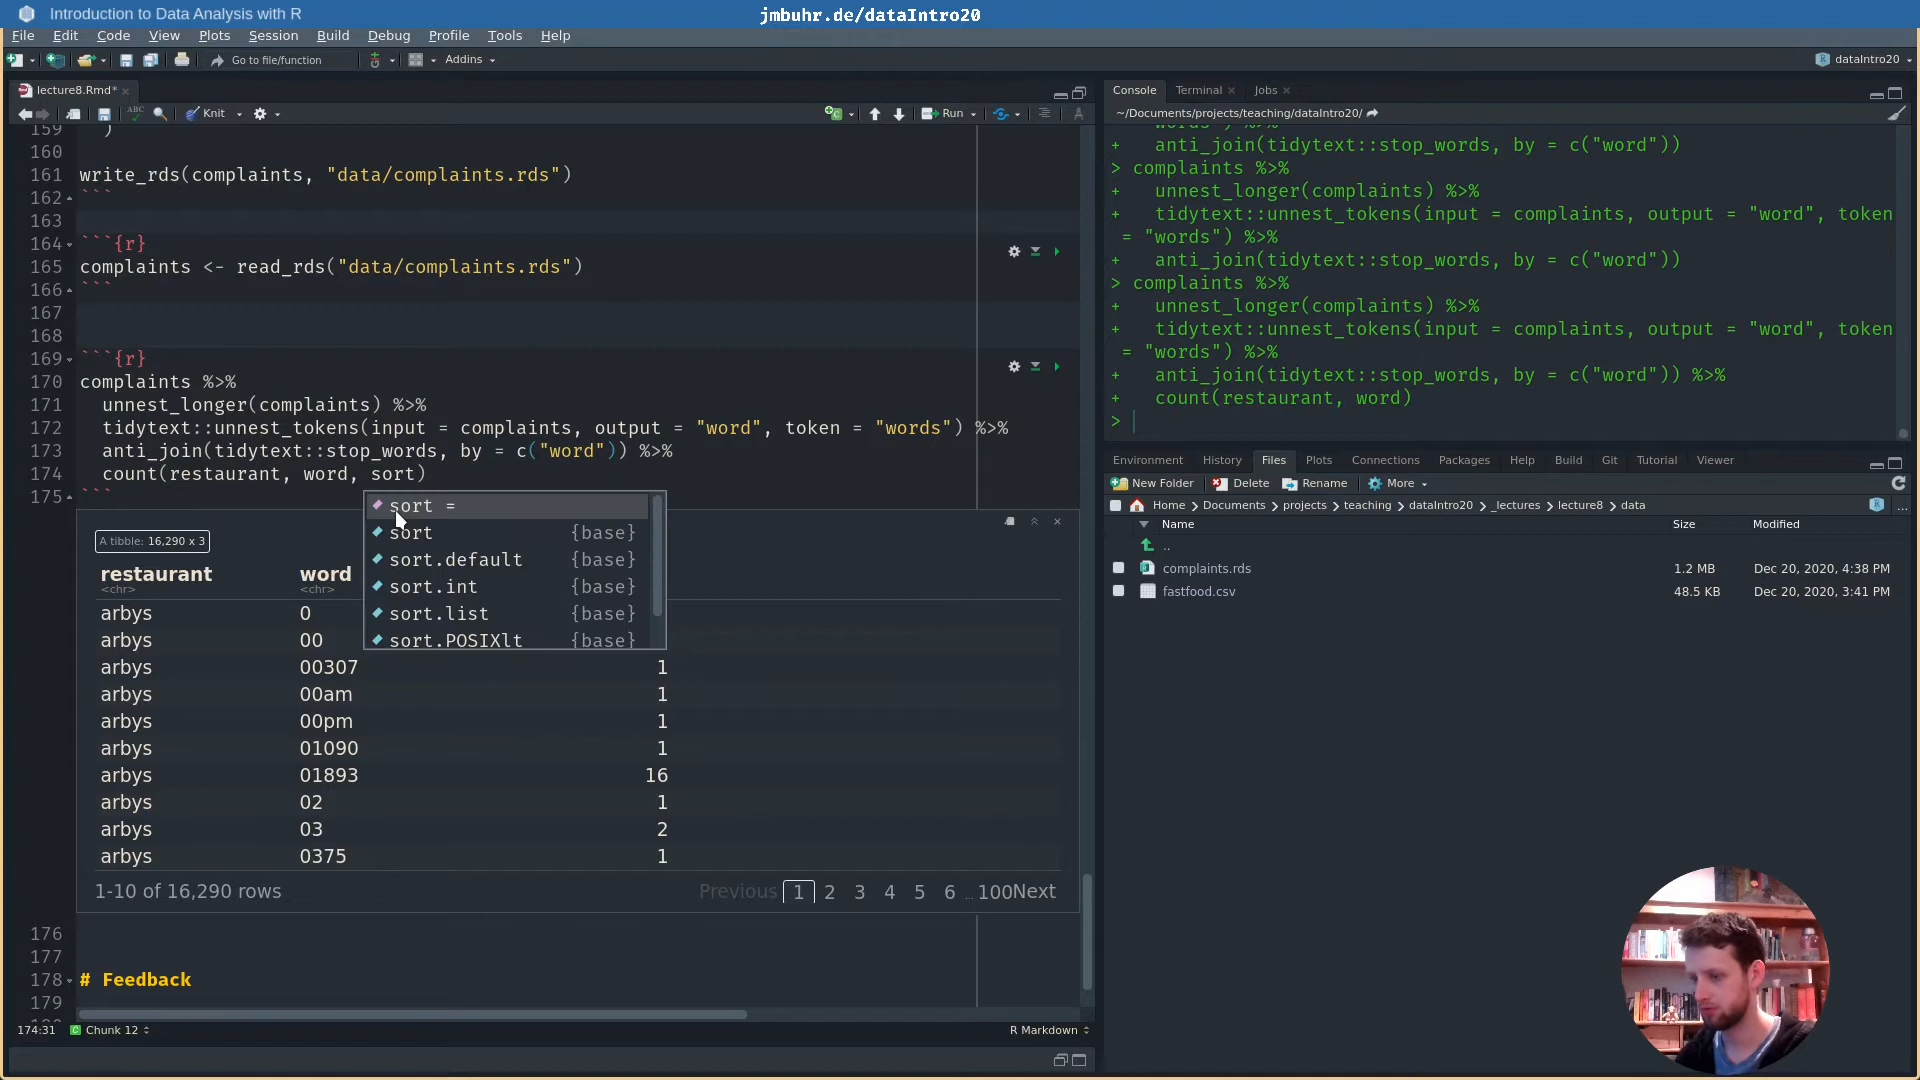 Introduction to Data Analysis with R
jmbuhr.de/dataIntro20
File Edit Code View Plots Session Build Debug Profile Tools Help
Go to file/function Addins dataIntro20
lecture8.Rmd*
ABC Knit Run
159 )
160
161 write_rds(complaints, "data/complaints.rds")
162 ```
163
164 ```{r}
165 complaints <- read_rds("data/complaints.rds")
166 ```
167
168
169 ```{r}
170 complaints %>%
171 unnest_longer(complaints) %>%
172 tidytext::unnest_tokens(input = complaints, output = "word", token = "words") %>%
173 anti_join(tidytext::stop_words, by = c("word")) %>%
174 count(restaurant, word, sort)
175 ```
sort =
sort {base}
sort.default {base}
sort.int {base}
sort.list {base}
sort.POSIXlt {base}
A tibble: 16,290 x 3
restaurant word
<chr> <chr>
arbys 0
arbys 00
arbys 00307 1
arbys 00am 1
arbys 00pm 1
arbys 01090 1
arbys 01893 16
arbys 02 1
arbys 03 2
arbys 0375 1
1-10 of 16,290 rows Previous 1 2 3 4 5 6 ... 100 Next
176
177
178 # Feedback
179
174:31 Chunk 12 R Markdown
Console Terminal Jobs
~/Documents/projects/teaching/dataIntro20/
words") %>%
+ anti_join(tidytext::stop_words, by = c("word"))
> complaints %>%
+ unnest_longer(complaints) %>%
+ tidytext::unnest_tokens(input = complaints, output = "word", token
= "words") %>%
+ anti_join(tidytext::stop_words, by = c("word"))
> complaints %>%
+ unnest_longer(complaints) %>%
+ tidytext::unnest_tokens(input = complaints, output = "word", token
= "words") %>%
+ anti_join(tidytext::stop_words, by = c("word")) %>%
+ count(restaurant, word)
>
Environment History Files Plots Connections Packages Help Build Git Tutorial Viewer
New Folder Delete Rename More
Home Documents projects teaching dataIntro20 _lectures lecture8 data ...
Name Size Modified
..
complaints.rds 1.2 MB Dec 20, 2020, 4:38 PM
fastfood.csv 48.5 KB Dec 20, 2020, 3:41 PM